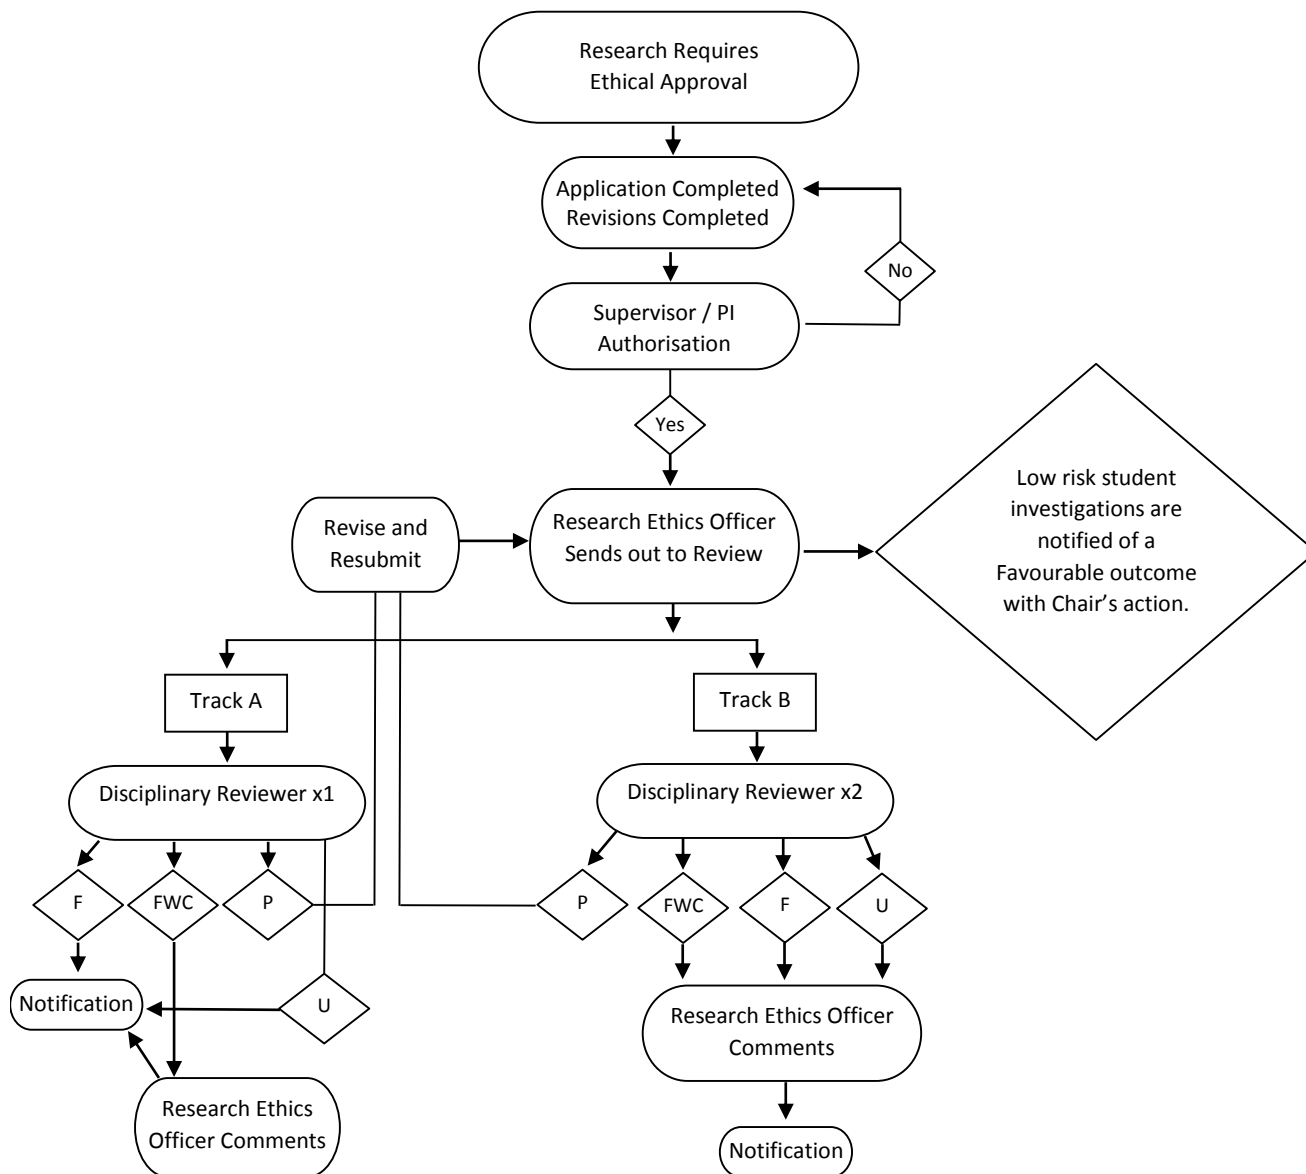 Research Requires
Ethical Approval
Application Completed
Revisions Completed
No
Supervisor / PI
Authorisation
Yes
Low risk student
investigations are
notified of a
Favourable outcome
with Chair’s action.
Revise and
Resubmit
Research Ethics Officer
Sends out to Review
Track A
Track B
Disciplinary Reviewer x1
Disciplinary Reviewer x2
F
FWC
P
P
FWC
F
U
Notification
U
Research Ethics Officer
Comments
Research Ethics
Officer Comments
Notification